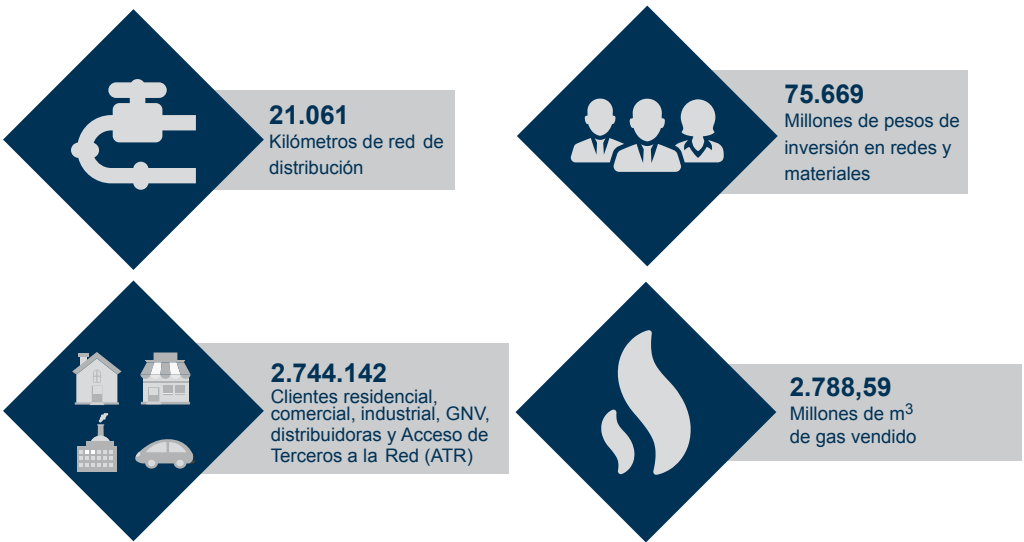 21.061
Kilómetros de red de
distribución
75.669
Millones de pesos de
inversión en redes y
materiales
2.744.142
Clientes residencial,
comercial, industrial, GNV,
distribuidoras y Acceso de
Terceros a la Red (ATR)
2.788,59
Millones de m³
de gas vendido